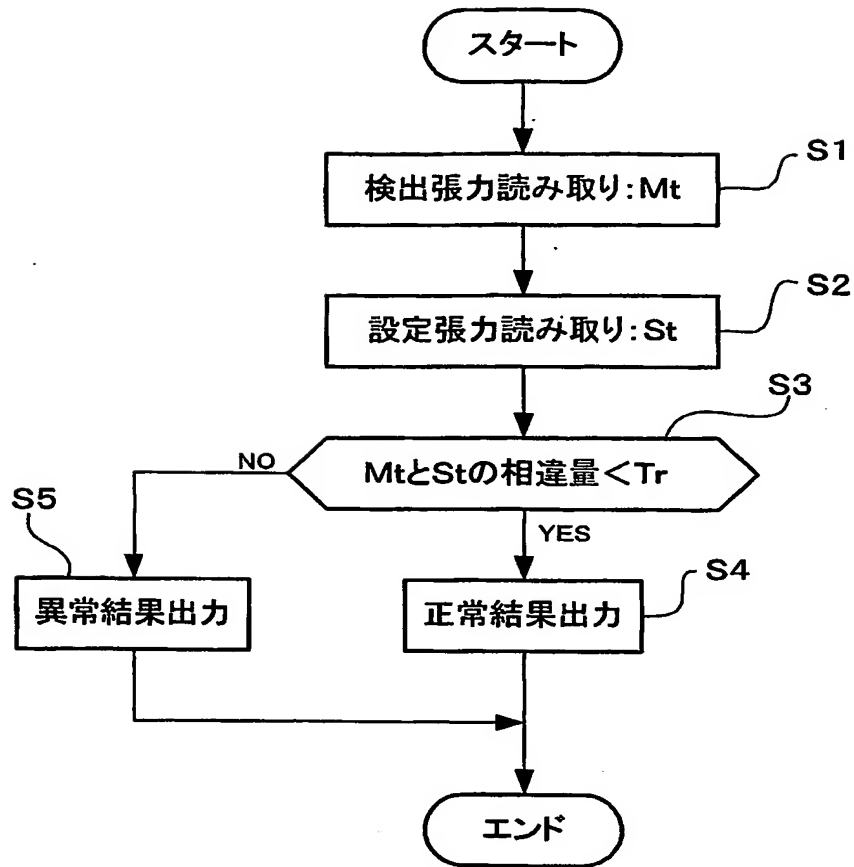 スタート
S1
検出張力読み取り:Mt
S2
設定張力読み取り:St
S3
MtとStの相違量<Tr
NO
YES
S5
S4
異常結果出力
正常結果出力
エンド